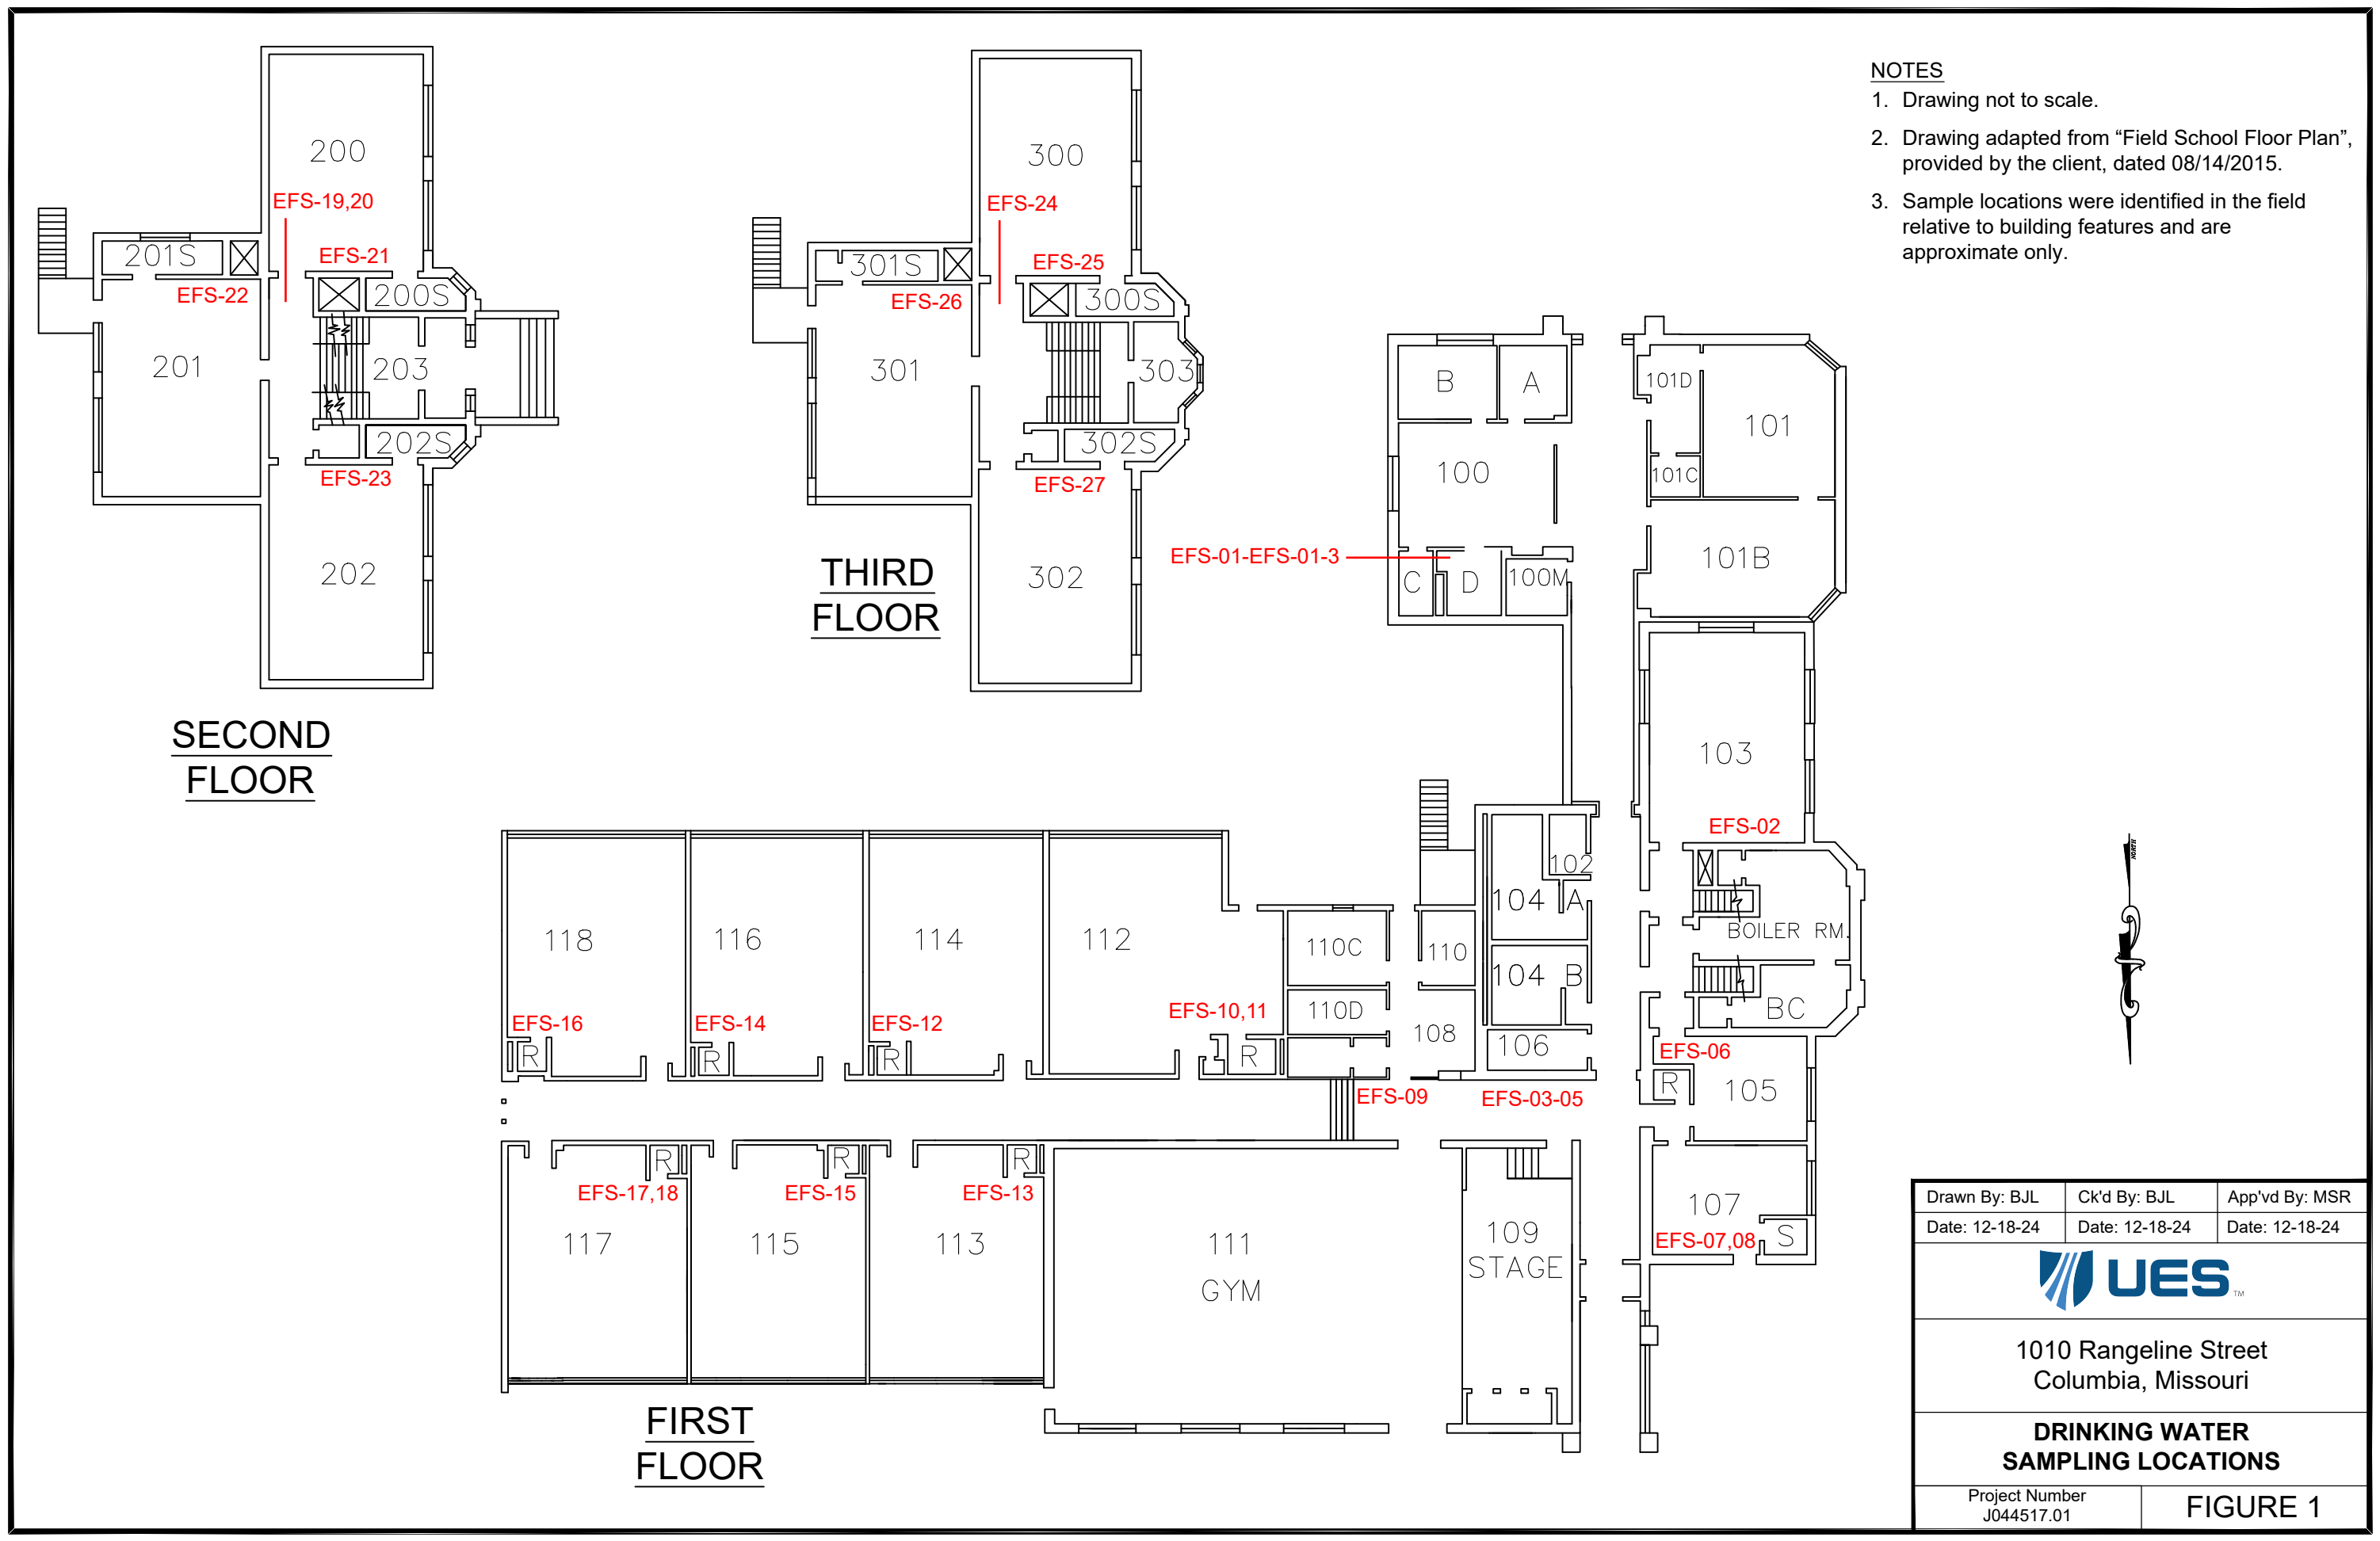 NOTES
1. Drawing not to scale.
2. Drawing adapted from “Field School Floor Plan”,
provided by the client, dated 08/14/2015.
3. Sample locations were identified in the field
relative to building features and are
approximate only.
200
EFS-19,20
201S
EFS-21
EFS-22
200S
201
203
202S
EFS-23
202
SECOND
FLOOR
300
EFS-24
301S
EFS-25
EFS-26
300S
301
303
302S
EFS-27
302
THIRD
FLOOR
B
A
101D
101
100
101C
EFS-01-EFS-01-3
C
D
100M
101B
103
EFS-02
102
104 A
BOILER RM.
118
116
114
112
110C
110
104 B
BC
EFS-16
EFS-14
EFS-12
EFS-10,11
110D
108
106
R
R
R
R
EFS-06
R
105
EFS-09
EFS-03-05
R
R
R
EFS-17,18
EFS-15
EFS-13
117
115
113
111
GYM
109
STAGE
107
EFS-07,08
S
FIRST
FLOOR
NORTH
Drawn By: BJL
Ck'd By: BJL
App'vd By: MSR
Date: 12-18-24
Date: 12-18-24
Date: 12-18-24
UES™
1010 Rangeline Street
Columbia, Missouri
DRINKING WATER
SAMPLING LOCATIONS
Project Number
J044517.01
FIGURE 1